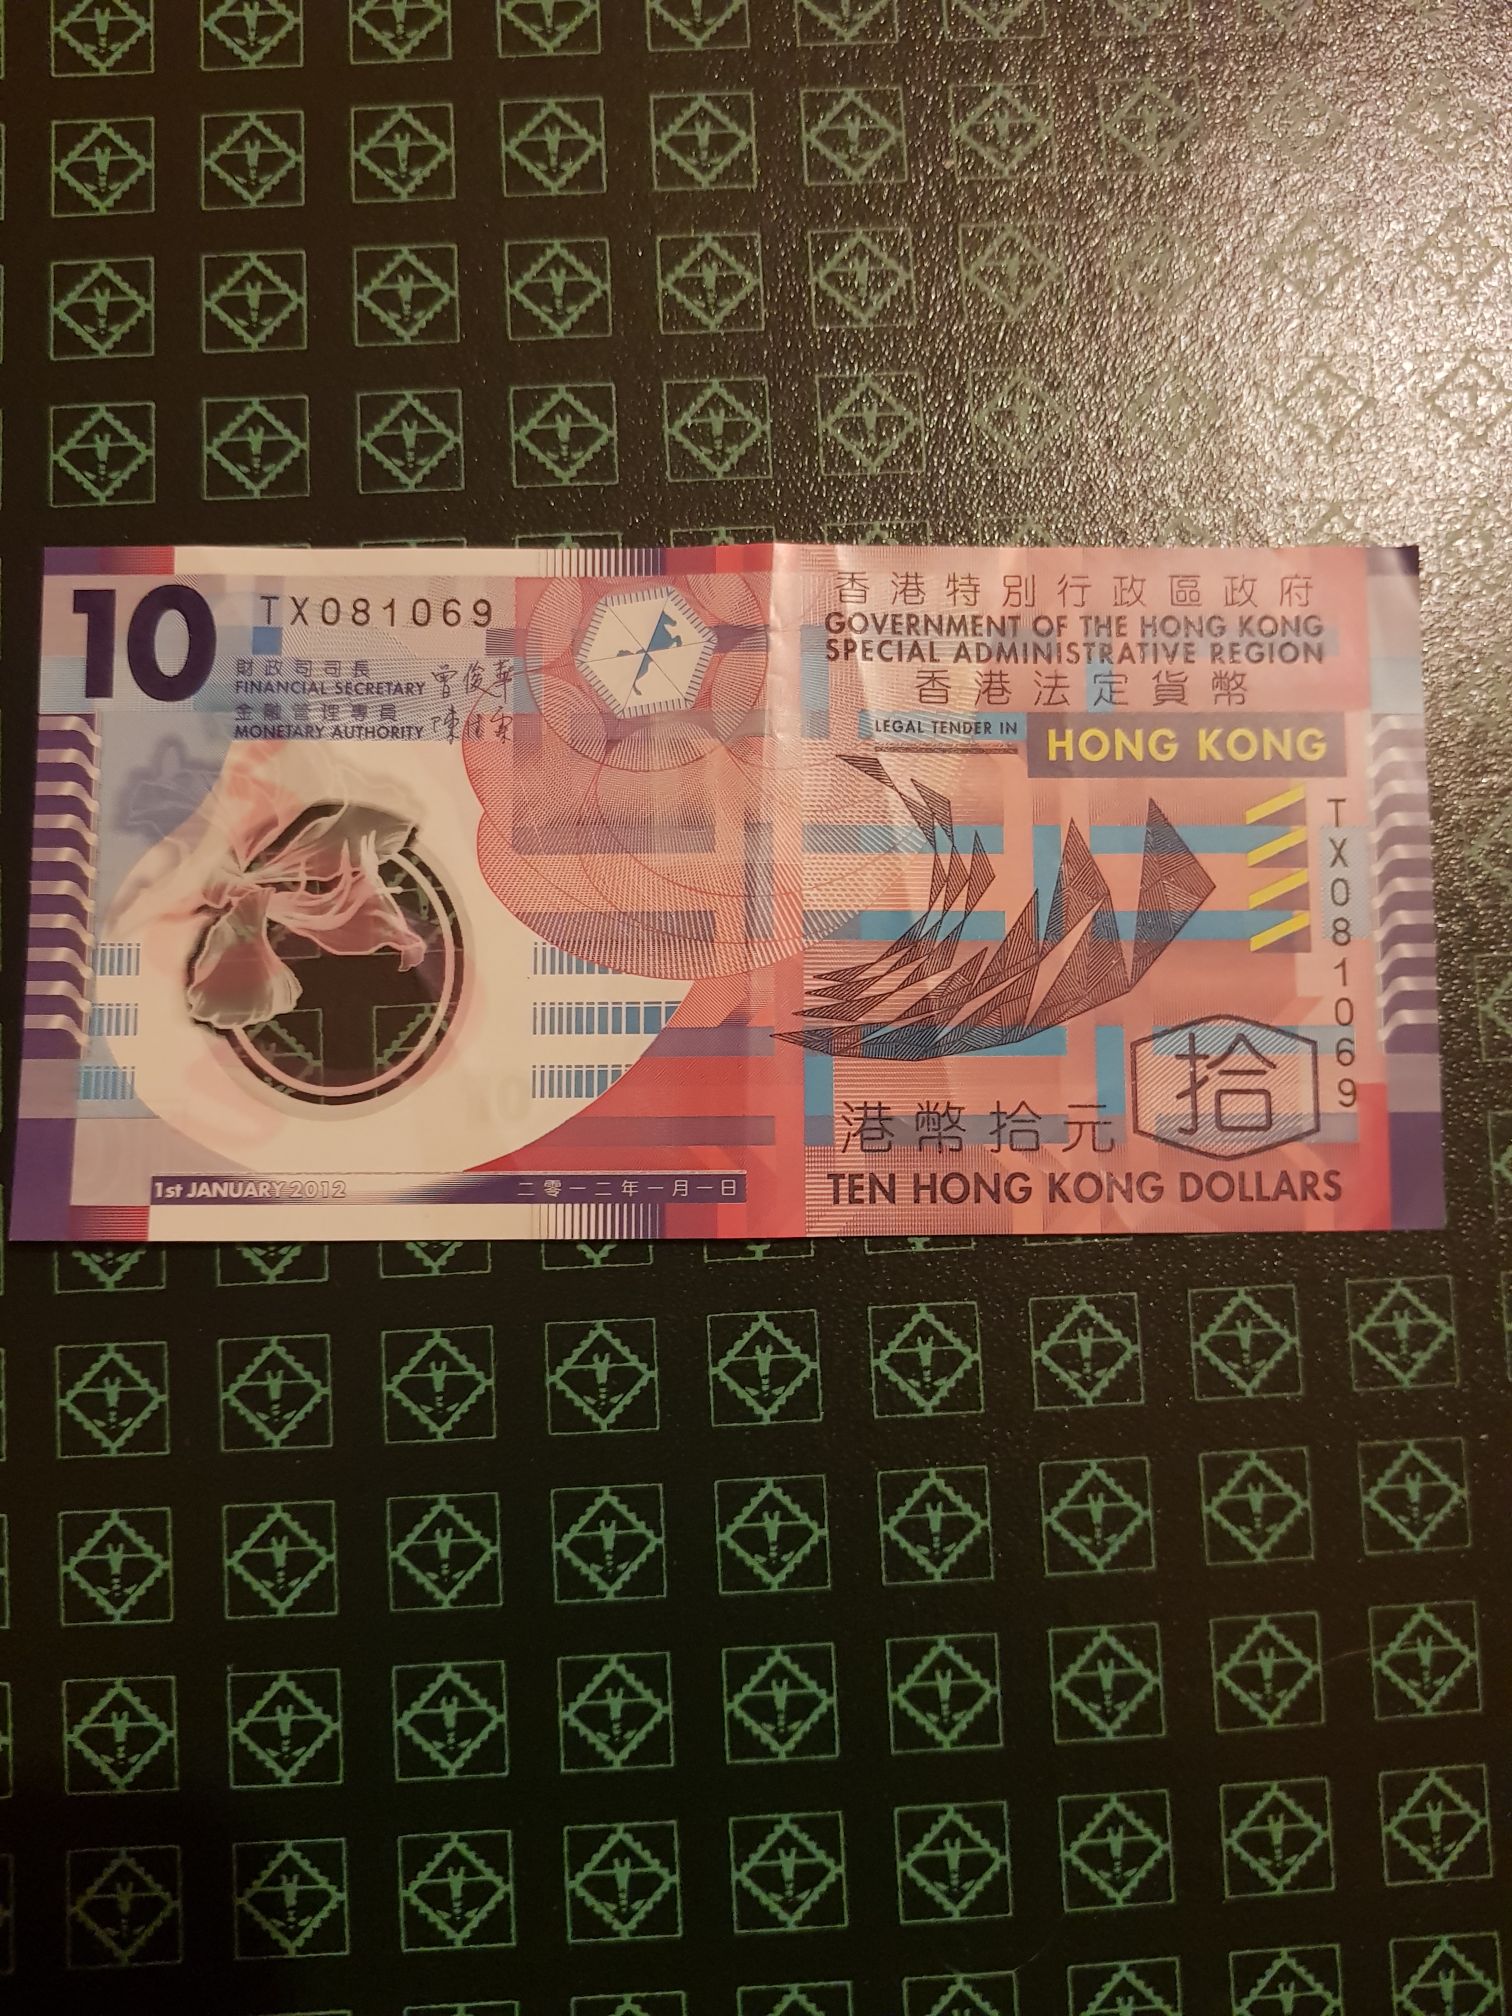 10
TX081069
財政司司長
FINANCIAL SECRETARY
金融管理專員
MONETARY AUTHORITY
1st JANUARY 2012
二零一二年一月一日
香港特別行政區政府
GOVERNMENT OF THE HONG KONG
SPECIAL ADMINISTRATIVE REGION
香港法定貨幣
LEGAL TENDER IN
HONG KONG
TX081069
拾
港幣拾元
TEN HONG KONG DOLLARS